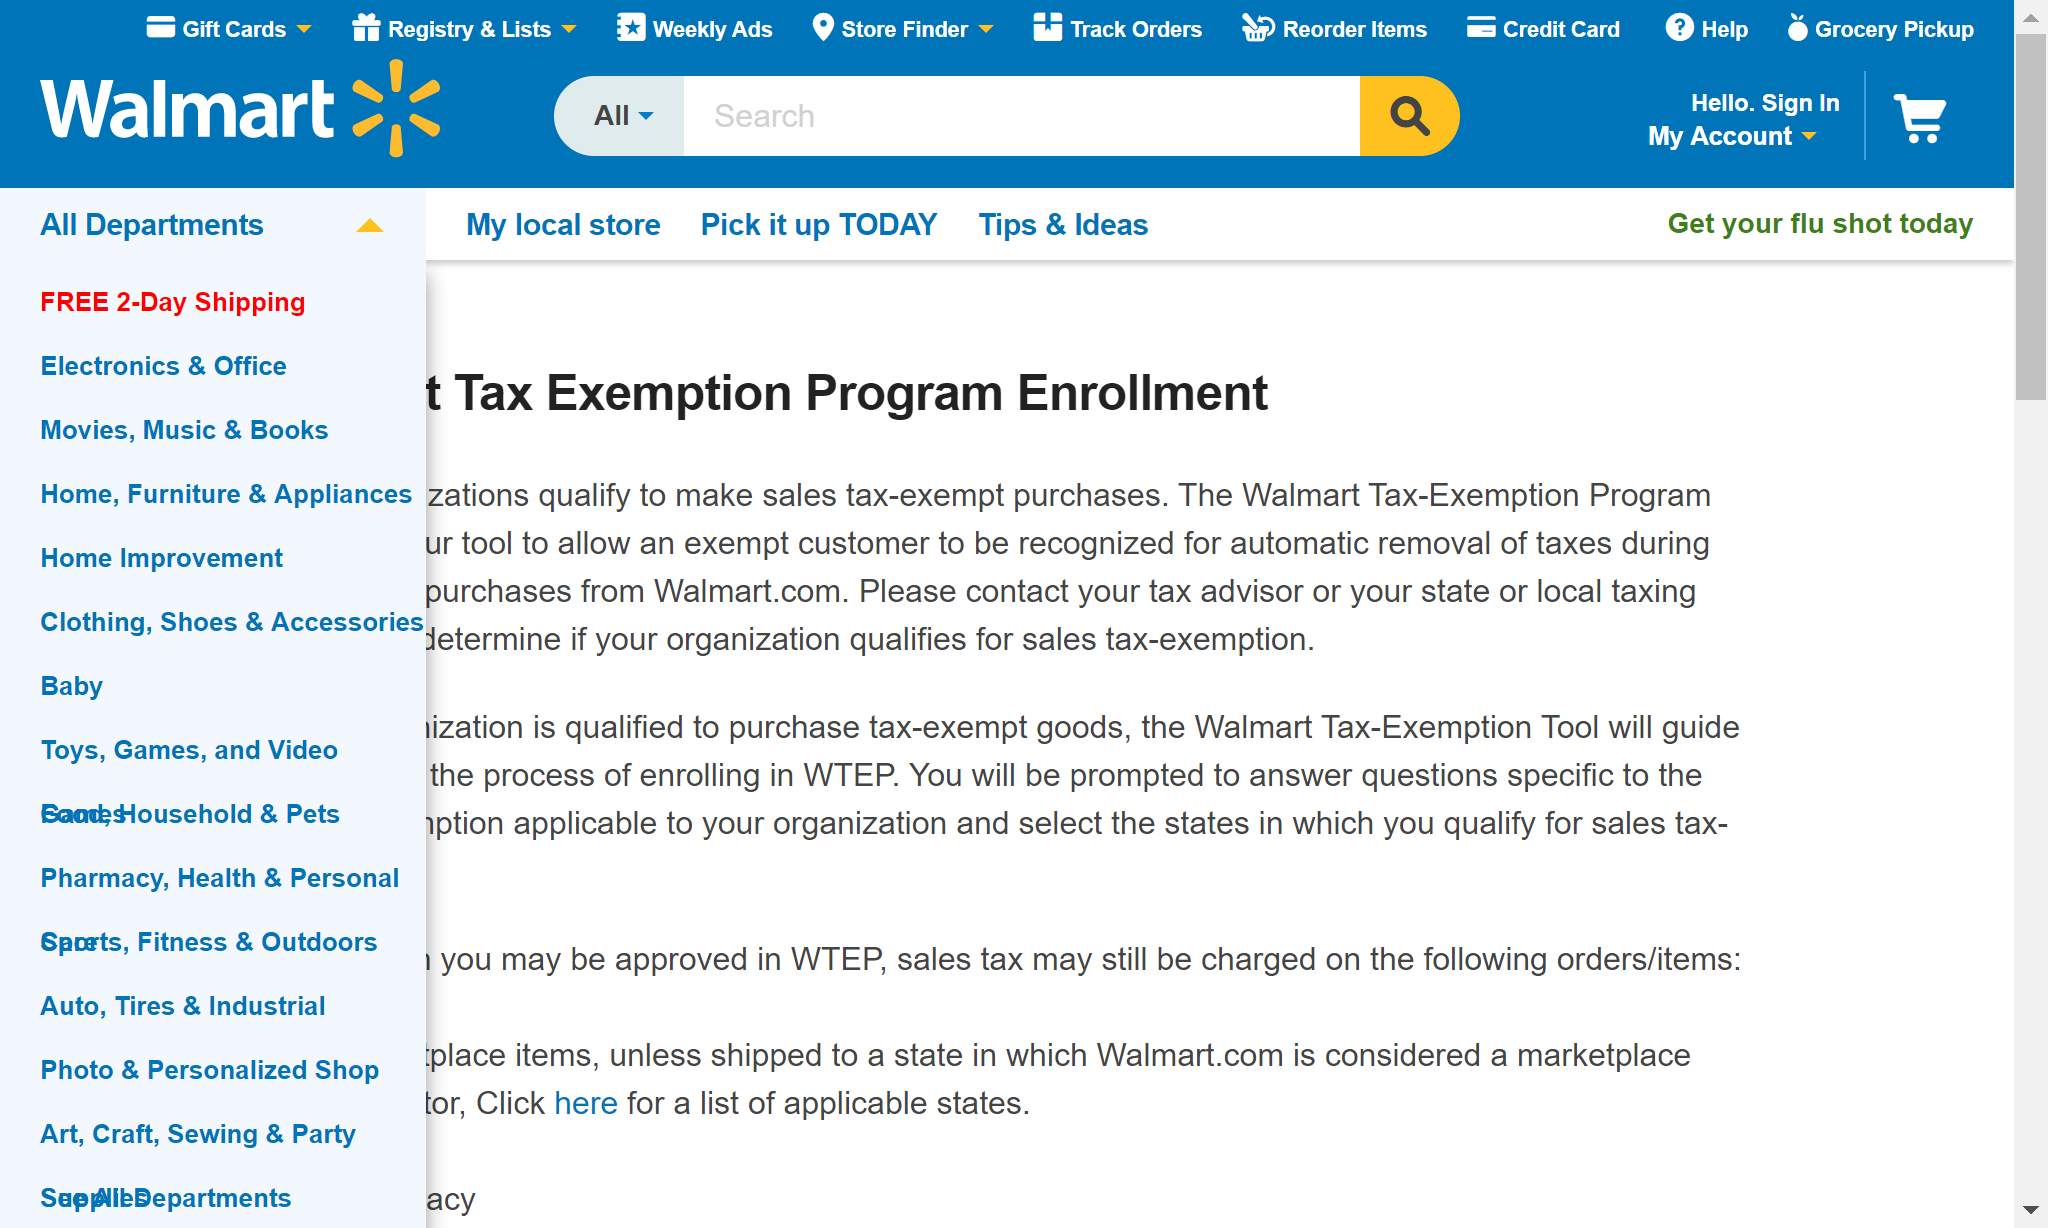 Gift Cards Registry & Lists Weekly Ads Store Finder Track Orders Reorder Items Credit Card Help Grocery Pickup
Walmart
All Search
Hello. Sign In
My Account
All Departments My local store Pick it up TODAY Tips & Ideas Get your flu shot today
FREE 2-Day Shipping
Electronics & Office
Movies, Music & Books
Home, Furniture & Appliances
Home Improvement
Clothing, Shoes & Accessories
Baby
Toys, Games, and Video
Games
Food, Household & Pets
Pharmacy, Health & Personal
Care
Sports, Fitness & Outdoors
Auto, Tires & Industrial
Photo & Personalized Shop
Art, Craft, Sewing & Party
Supplies
See All Departments
t Tax Exemption Program Enrollment
zations qualify to make sales tax-exempt purchases. The Walmart Tax-Exemption Program
ur tool to allow an exempt customer to be recognized for automatic removal of taxes during
purchases from Walmart.com. Please contact your tax advisor or your state or local taxing
determine if your organization qualifies for sales tax-exemption.
nization is qualified to purchase tax-exempt goods, the Walmart Tax-Exemption Tool will guide
the process of enrolling in WTEP. You will be prompted to answer questions specific to the
mption applicable to your organization and select the states in which you qualify for sales tax-
you may be approved in WTEP, sales tax may still be charged on the following orders/items:
tplace items, unless shipped to a state in which Walmart.com is considered a marketplace
tor, Click here for a list of applicable states.
acy